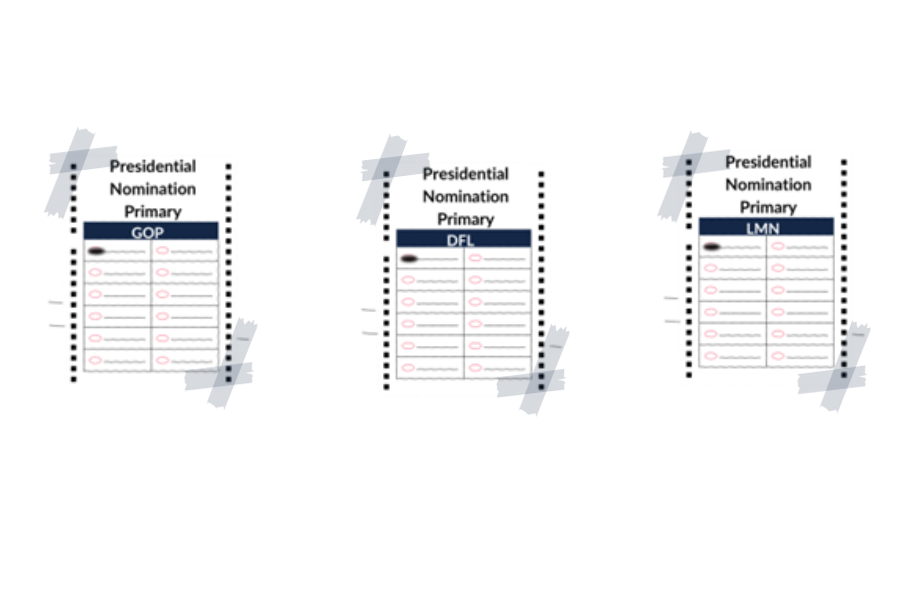 Presidential
Nomination
Primary
GOP
Presidential
Nomination
Primary
DFL
Presidential
Nomination
Primary
LMN